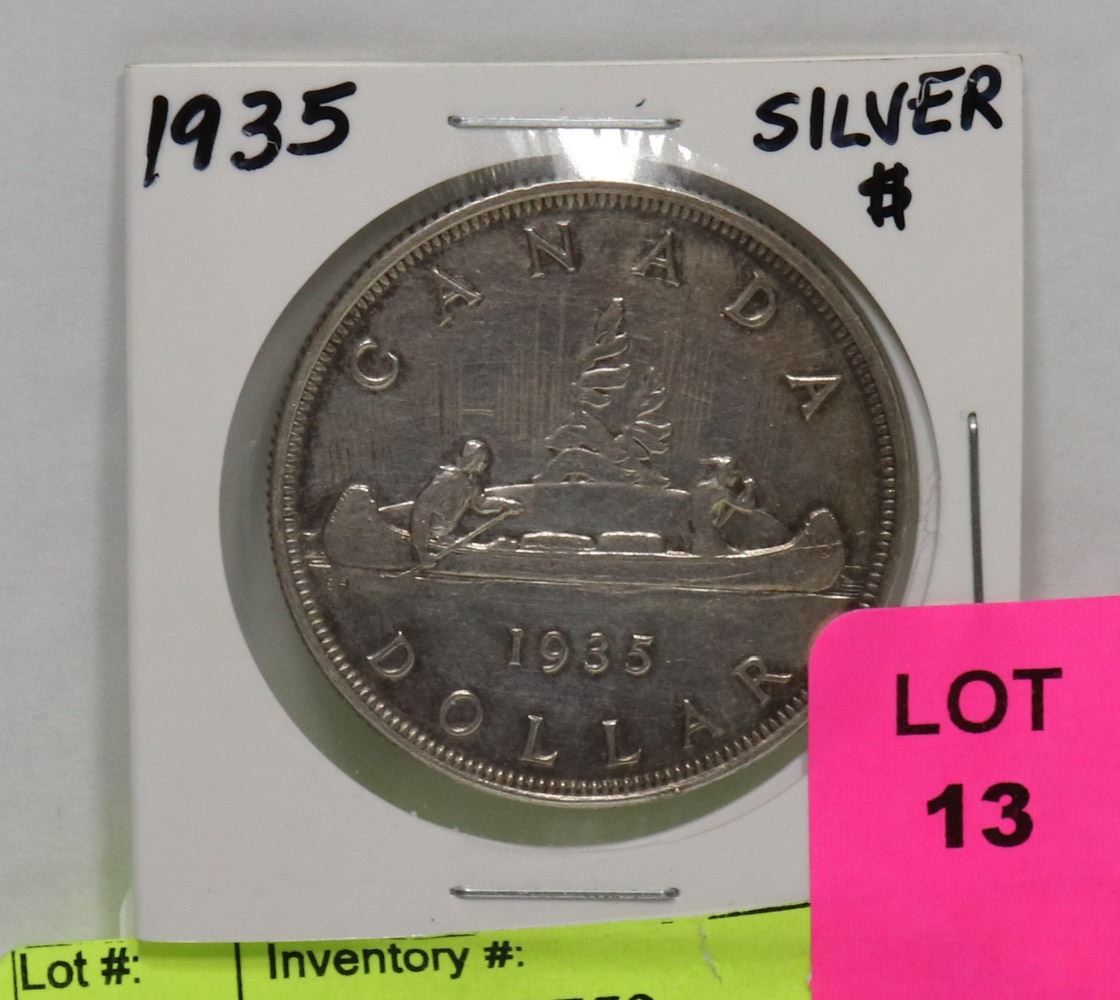 1935
SILVER
$
CANADA
1935
DOLLAR
LOT
13
Lot #:
Inventory #: